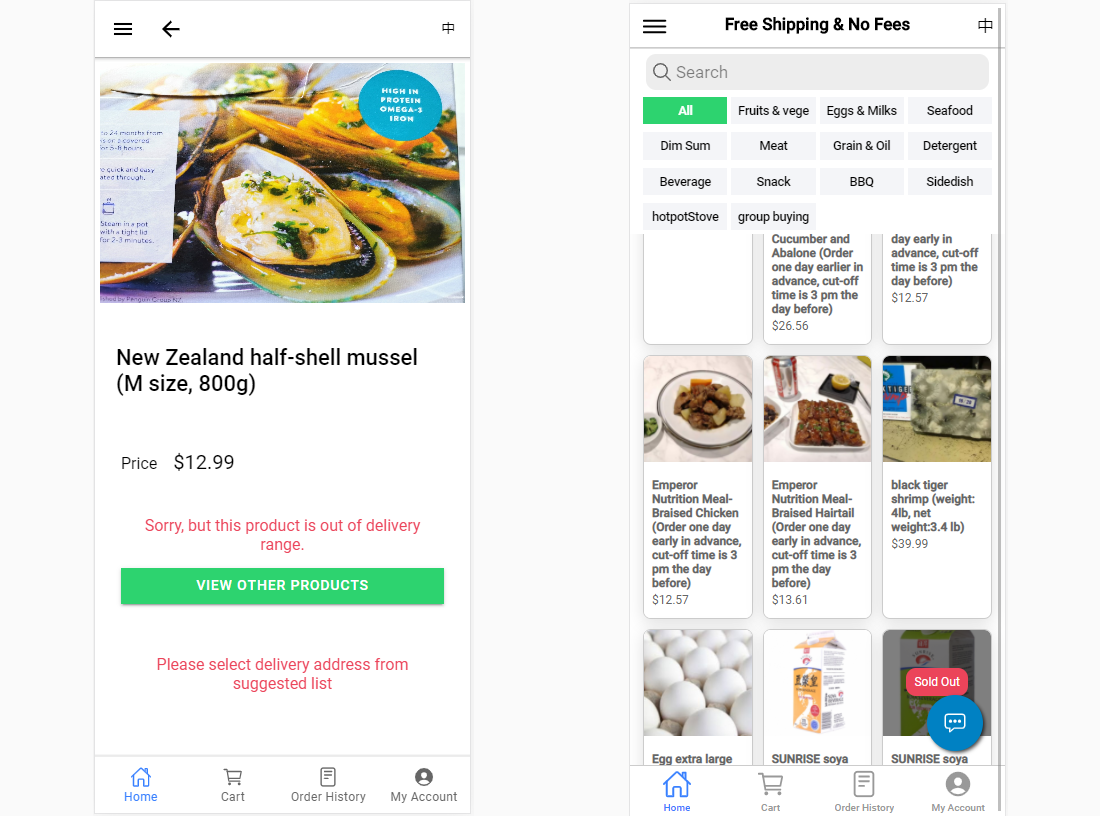 中
HIGH IN
PROTEIN
OMEGA-3
IRON
to 24 months from
as on a covered
for 5-8 hours.
re quick and easy
ated through.
Steam in a pot
with a tight lid
for 2-3 minutes.
New Zealand half-shell mussel
(M size, 800g)
Price $12.99
Sorry, but this product is out of delivery
range.
VIEW OTHER PRODUCTS
Please select delivery address from
suggested list
Home Cart Order History My Account
Free Shipping & No Fees 中
Search
All Fruits & vege Eggs & Milks Seafood
Dim Sum Meat Grain & Oil Detergent
Beverage Snack BBQ Sidedish
hotpotStove group buying
Cucumber and
Abalone (Order
one day earlier in
advance, cut-off
time is 3 pm the
day before)
$26.56
day early in
advance, cut-off
time is 3 pm the
day before)
$12.57
Emperor
Nutrition Meal-
Braised Chicken
(Order one day
early in advance,
cut-off time is 3
pm the day
before)
$12.57
Emperor
Nutrition Meal-
Braised Hairtail
(Order one day
early in advance,
cut-off time is 3
pm the day
before)
$13.61
black tiger
shrimp (weight:
4lb, net
weight:3.4 lb)
$39.99
Sold Out
Egg extra large
SUNRISE soya
SUNRISE soya
Home Cart Order History My Account